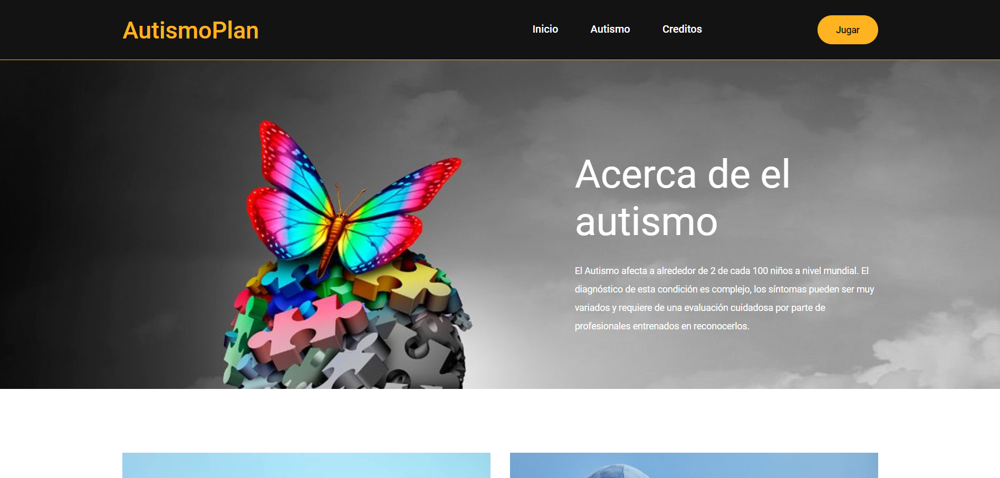 AutismoPlan
Inicio
Autismo
Creditos
Jugar
Acerca de el
autismo
El Autismo afecta a alrededor de 2 de cada 100 niños a nivel mundial. El
diagnóstico de esta condición es complejo, los síntomas pueden ser muy
variados y requiere de una evaluación cuidadosa por parte de
profesionales entrenados en reconocerlos.